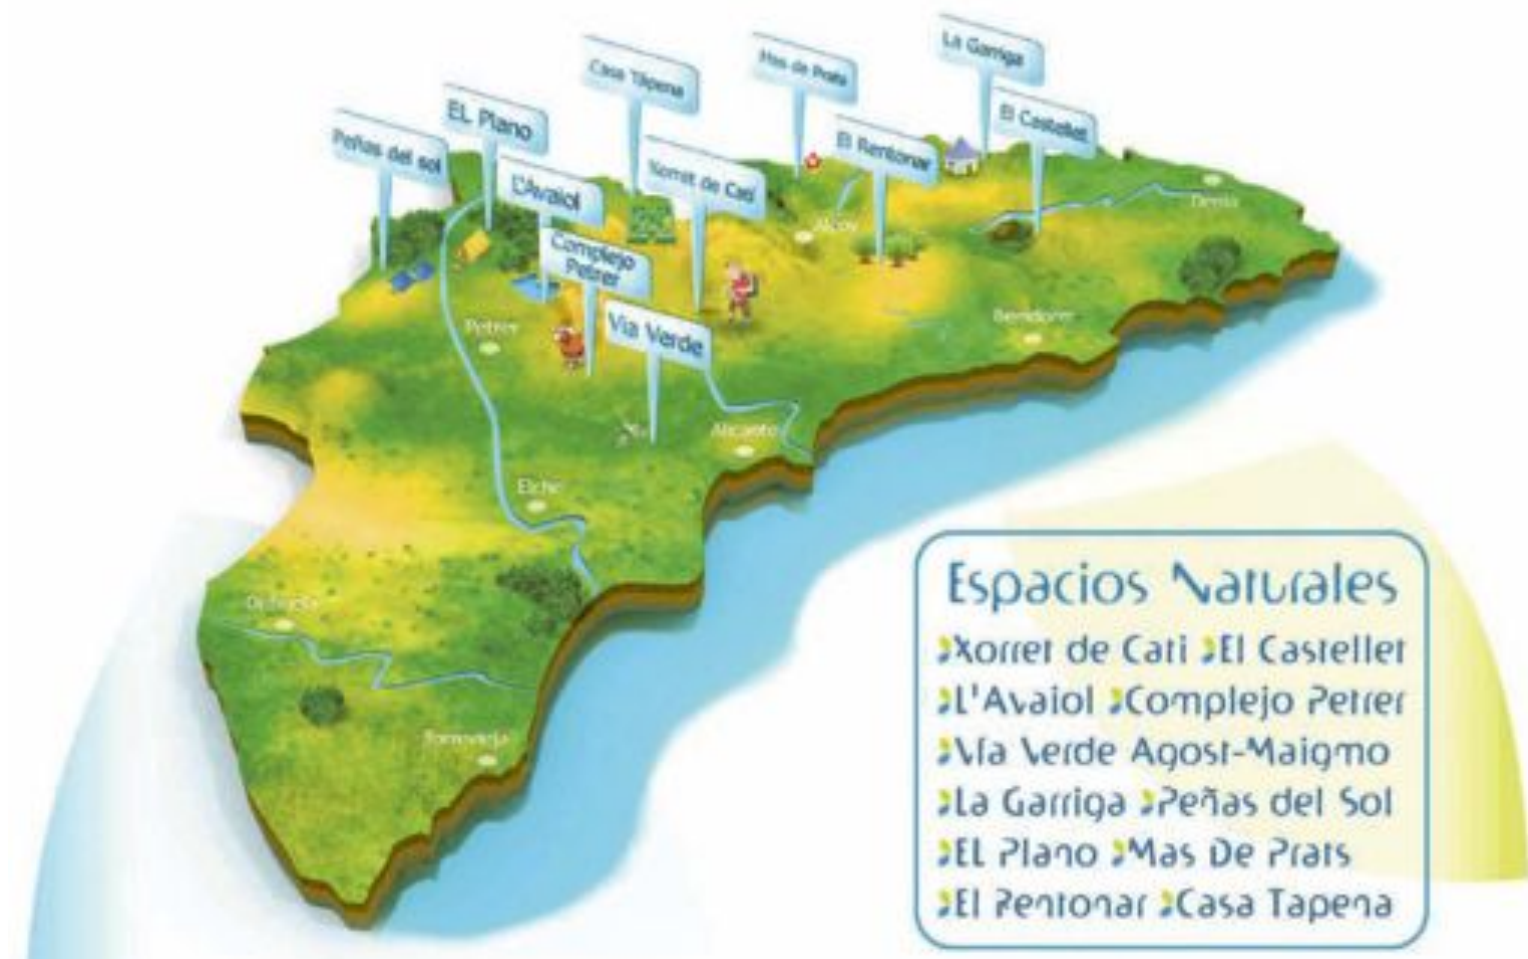 La Garriga
Casa Tàpena
Mas de Prats
EL Plano
El Castellet
Peñas del sol
El Rentonar
L'Avaiol
Xorret de Catí
Denia
Alcoy
Complejo
Petrer
Petrer
Via Verde
Benidorm
Alicante
Elche
Orihuela
Torrevieja
Espacios Naturales
Xorret de Cati El Castellet
L'Avaiol Complejo Petrer
Vía Verde Agost-Maigmo
La Garriga Peñas del Sol
EL Plano Mas De Prats
El Rentonar Casa Tapena